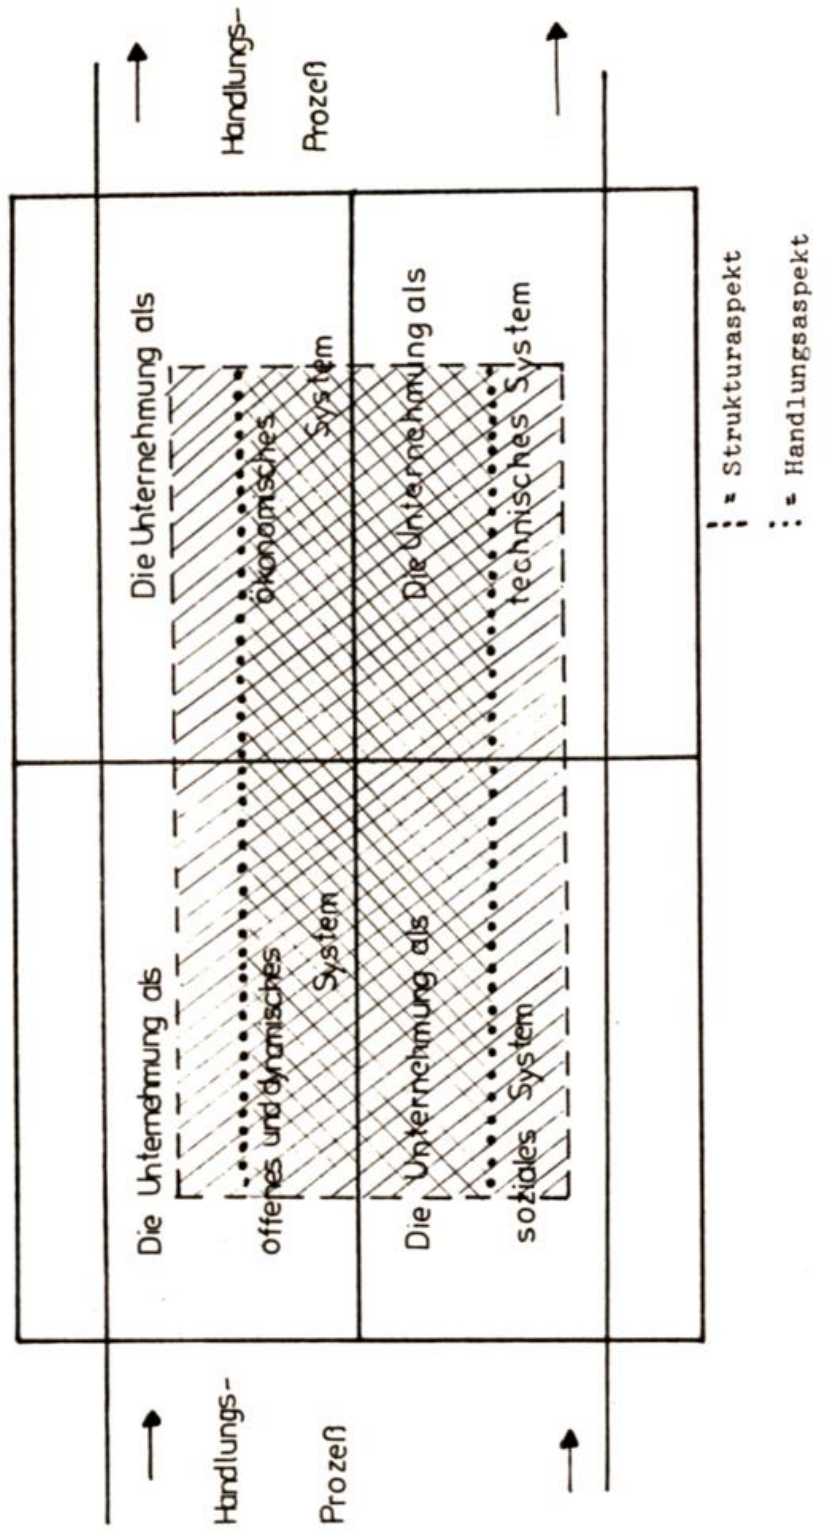 Handlungs-
Prozeß
Die Unternehmung als
offenes und dynamisches
System
Die Unternehmung als
ökonomisches
System
Die Unternehmung als
soziales System
Die Unternehmung als
technisches System
Handlungs-
Prozeß
= Strukturaspekt
= Handlungsaspekt